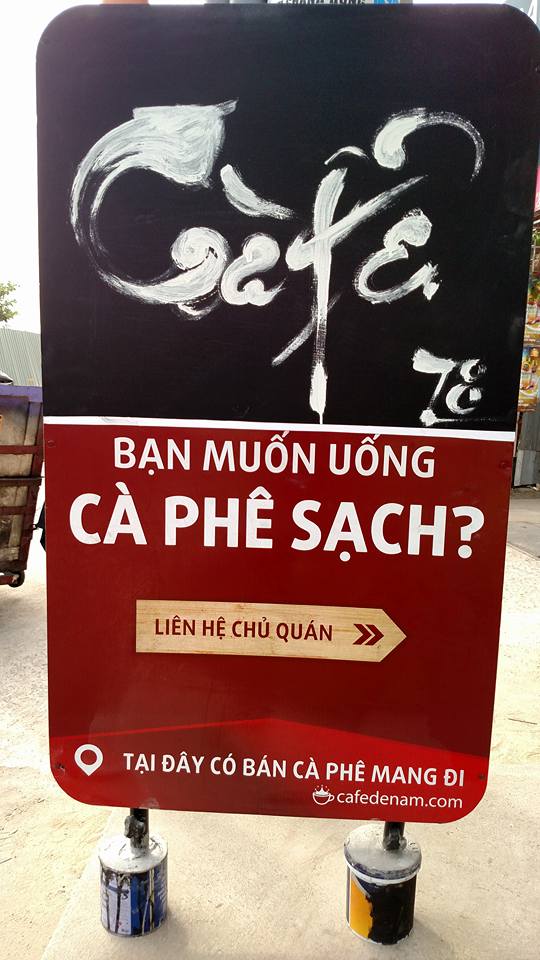 Cà fê
Tê
BẠN MUỐN UỐNG
CÀ PHÊ SẠCH?
LIÊN HỆ CHỦ QUÁN
TẠI ĐÂY CÓ BÁN CÀ PHÊ MANG ĐI
cafedenam.com